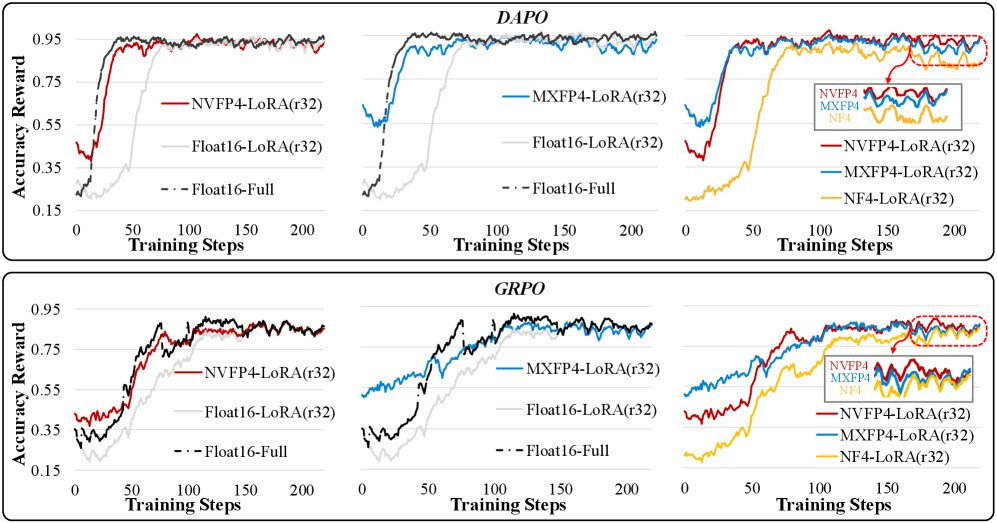 DAPO
Accuracy Reward
0.95
0.75
0.55
0.35
0.15
NVFP4-LoRA(r32)
Float16-LoRA(r32)
Float16-Full
0 50 100 150 200
Training Steps
MXFP4-LoRA(r32)
Float16-LoRA(r32)
Float16-Full
0 50 100 150 200
Training Steps
NVFP4
MXFP4
NF4
NVFP4-LoRA(r32)
MXFP4-LoRA(r32)
NF4-LoRA(r32)
0 50 100 150 200
Training Steps
GRPO
Accuracy Reward
0.95
0.75
0.55
0.35
0.15
NVFP4-LoRA(r32)
Float16-LoRA(r32)
Float16-Full
0 50 100 150 200
Training Steps
MXFP4-LoRA(r32)
Float16-LoRA(r32)
Float16-Full
0 50 100 150 200
Training Steps
NVFP4
MXFP4
NF4
NVFP4-LoRA(r32)
MXFP4-LoRA(r32)
NF4-LoRA(r32)
0 50 100 150 200
Training Steps